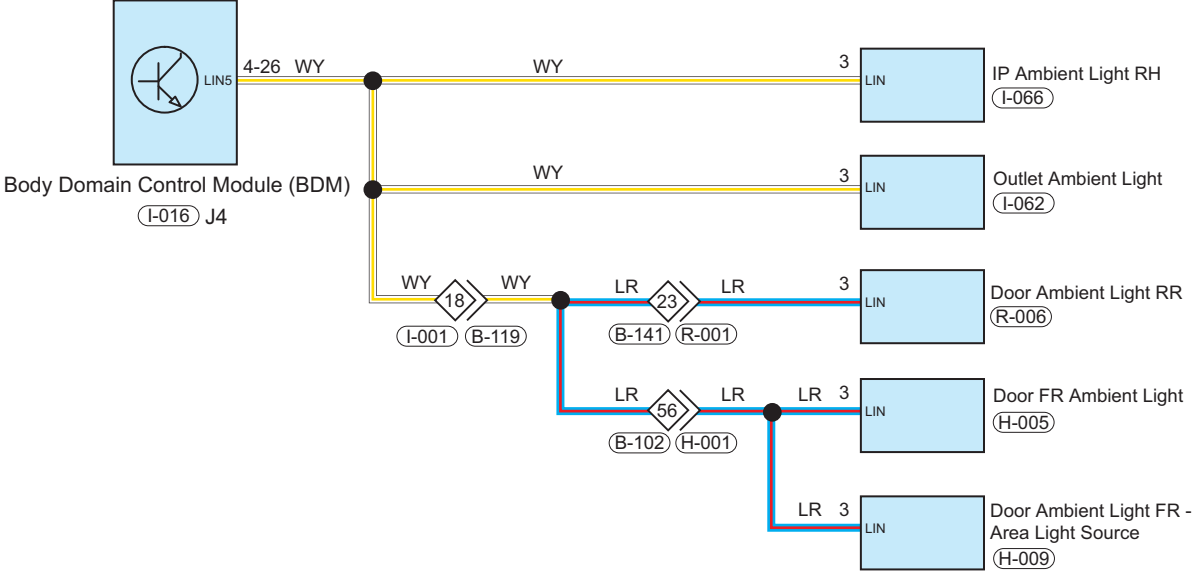 LIN5
4-26 WY
Body Domain Control Module (BDM)
I-016 J4
WY
3
LIN
IP Ambient Light RH
I-066
WY
3
LIN
Outlet Ambient Light
I-062
WY
18
WY
I-001
B-119
LR
23
LR
B-141
R-001
3
LIN
Door Ambient Light RR
R-006
LR
56
LR
B-102
H-001
LR
3
LIN
Door FR Ambient Light
H-005
LR
3
LIN
Door Ambient Light FR -
Area Light Source
H-009